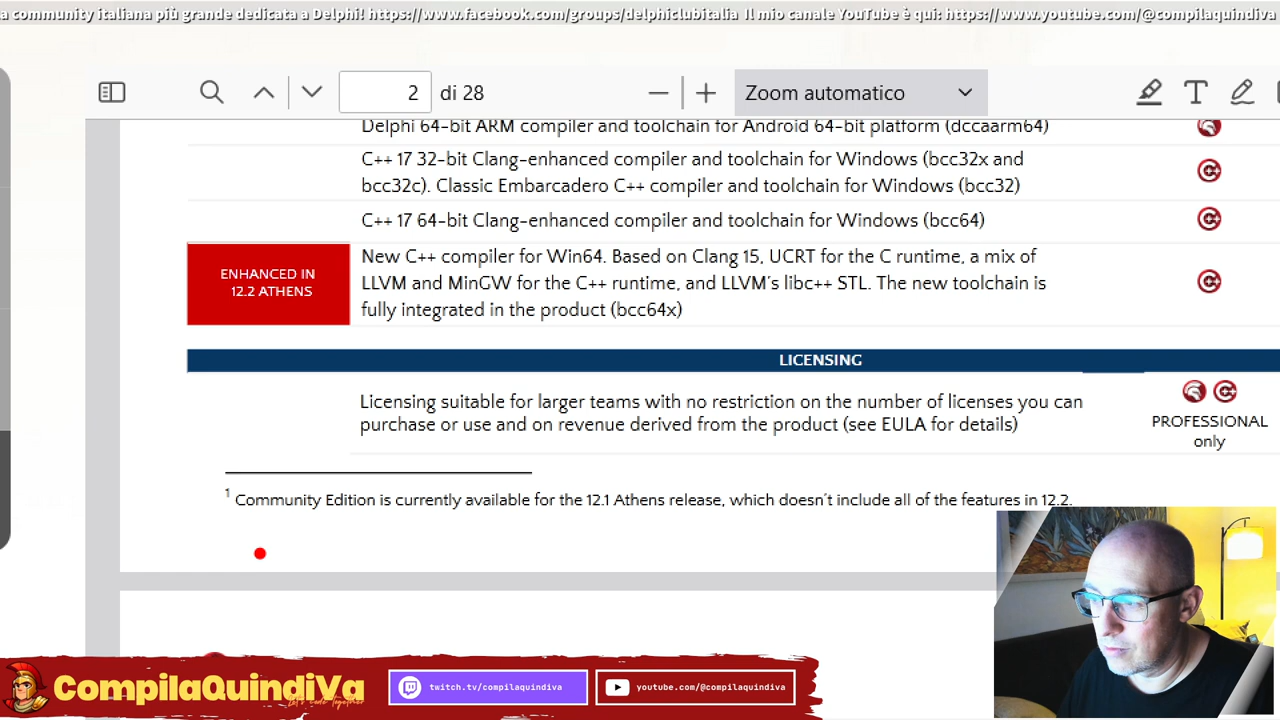 a community italiana più grande dedicata a Delphi! https://www.facebook.com/groups/delphiclubitalia Il mio canale YouTube è qui: https://www.youtube.com/@compilaquindiva
2 di 28 Zoom automatico
Delphi 64-bit ARM compiler and toolchain for Android 64-bit platform (dccaarm64)
C++ 17 32-bit Clang-enhanced compiler and toolchain for Windows (bcc32x and
bcc32c). Classic Embarcadero C++ compiler and toolchain for Windows (bcc32)
C++ 17 64-bit Clang-enhanced compiler and toolchain for Windows (bcc64)
ENHANCED IN
12.2 ATHENS
New C++ compiler for Win64. Based on Clang 15, UCRT for the C runtime, a mix of
LLVM and MinGW for the C++ runtime, and LLVM's libc++ STL. The new toolchain is
fully integrated in the product (bcc64x)
LICENSING
Licensing suitable for larger teams with no restriction on the number of licenses you can
purchase or use and on revenue derived from the product (see EULA for details)
PROFESSIONAL
only
1 Community Edition is currently available for the 12.1 Athens release, which doesn't include all of the features in 12.2.
CompilaQuindiVa
Let's code together
twitch.tv/compilaquindiva
youtube.com/@compilaquindiva